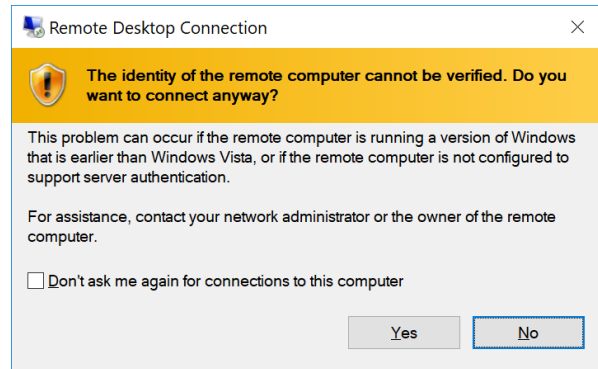 Remote Desktop Connection
The identity of the remote computer cannot be verified. Do you
want to connect anyway?
This problem can occur if the remote computer is running a version of Windows
that is earlier than Windows Vista, or if the remote computer is not configured to
support server authentication.
For assistance, contact your network administrator or the owner of the remote
computer.
Don't ask me again for connections to this computer
Yes
No